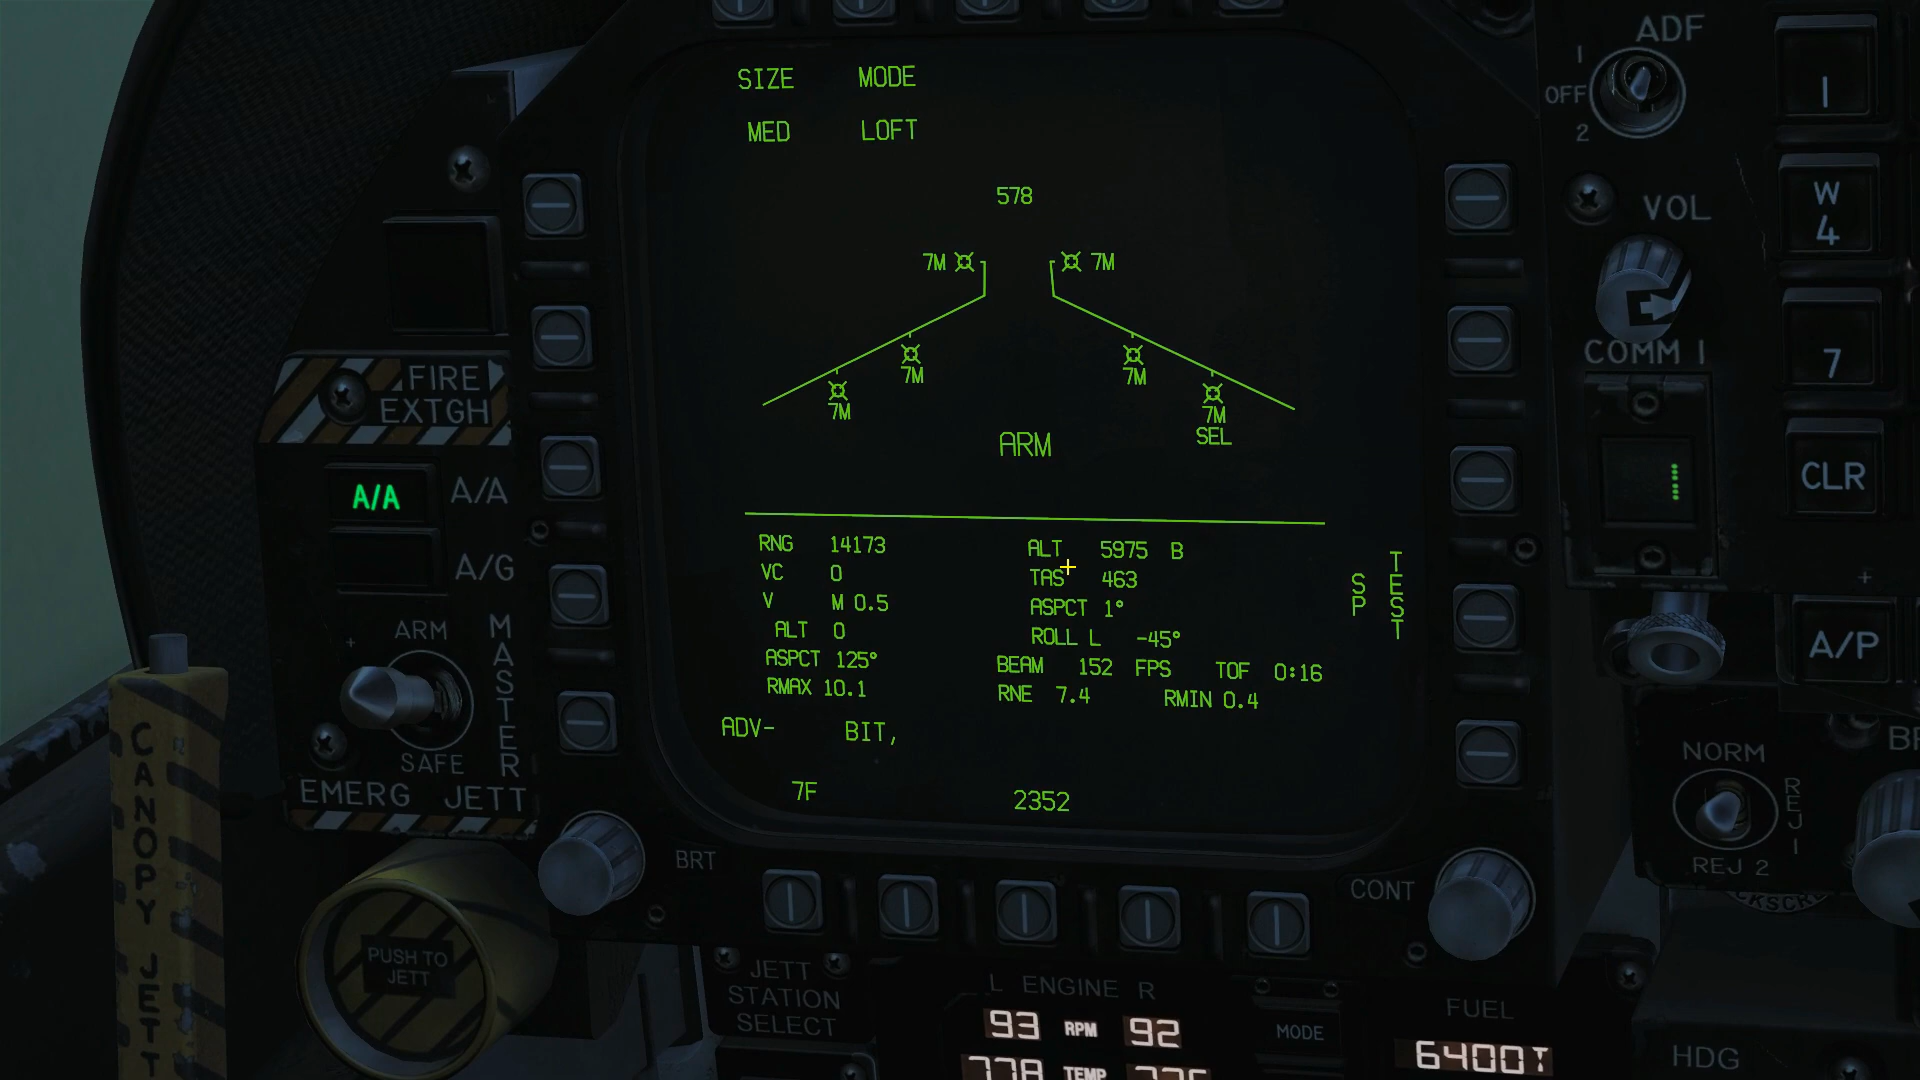 ADF
1
OFF
2
SIZE MODE
MED LOFT
578
7M 7M
7M 7M
7M 7M
SEL
ARM
RNG 14173
VC 0
V M 0.5
ALT 0
ASPCT 125°
RMAX 10.1
ALT 5975 B
TAS 463
ASPCT 1°
ROLL L -45°
BEAM 152 FPS TOF 0:16
RNE 7.4 RMIN 0.4
SP
TEST
ADV- BIT,
7F 2352
FIRE
EXTGH
A/A A/A
A/G
ARM
MASTER
SAFE
EMERG JETT
CANOPY JETT
PUSH TO
JETT
BRT
CONT
JETT
STATION
SELECT
L ENGINE R
93 RPM 92
TEMP
MODE
FUEL
6400T
HDG
VOL
COMM 1
1
W
4
7
CLR
A/P
NORM
REJ 1
REJ 2